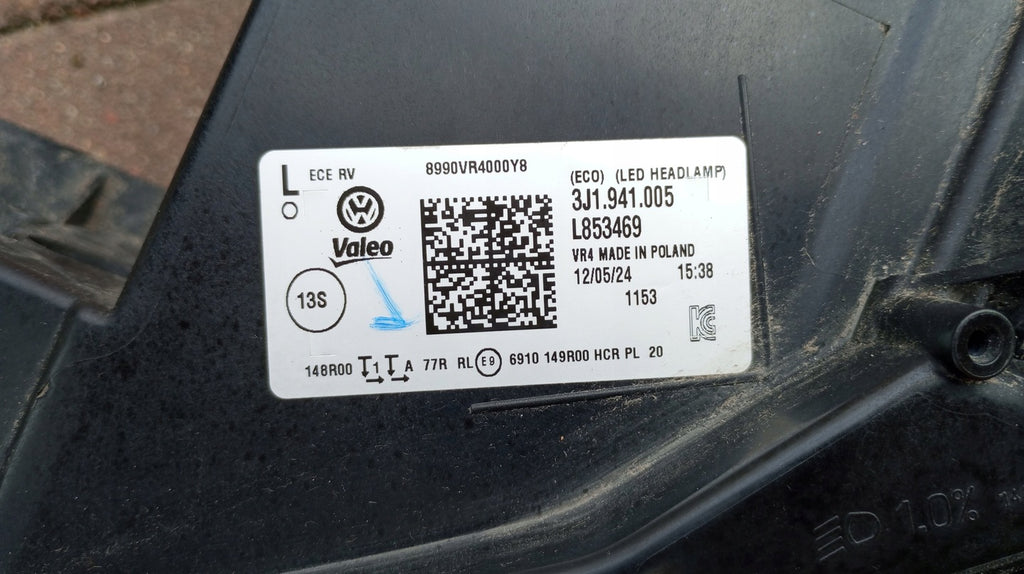 L
ECE RV
8990VR4000Y8
(ECO) (LED HEADLAMP)
3J1.941.005
L853469
VR4 MADE IN POLAND
12/05/24 15:38
1153
Valeo
13S
148R00 1 A 77R RL E9 6910 149R00 HCR PL 20
1.0%